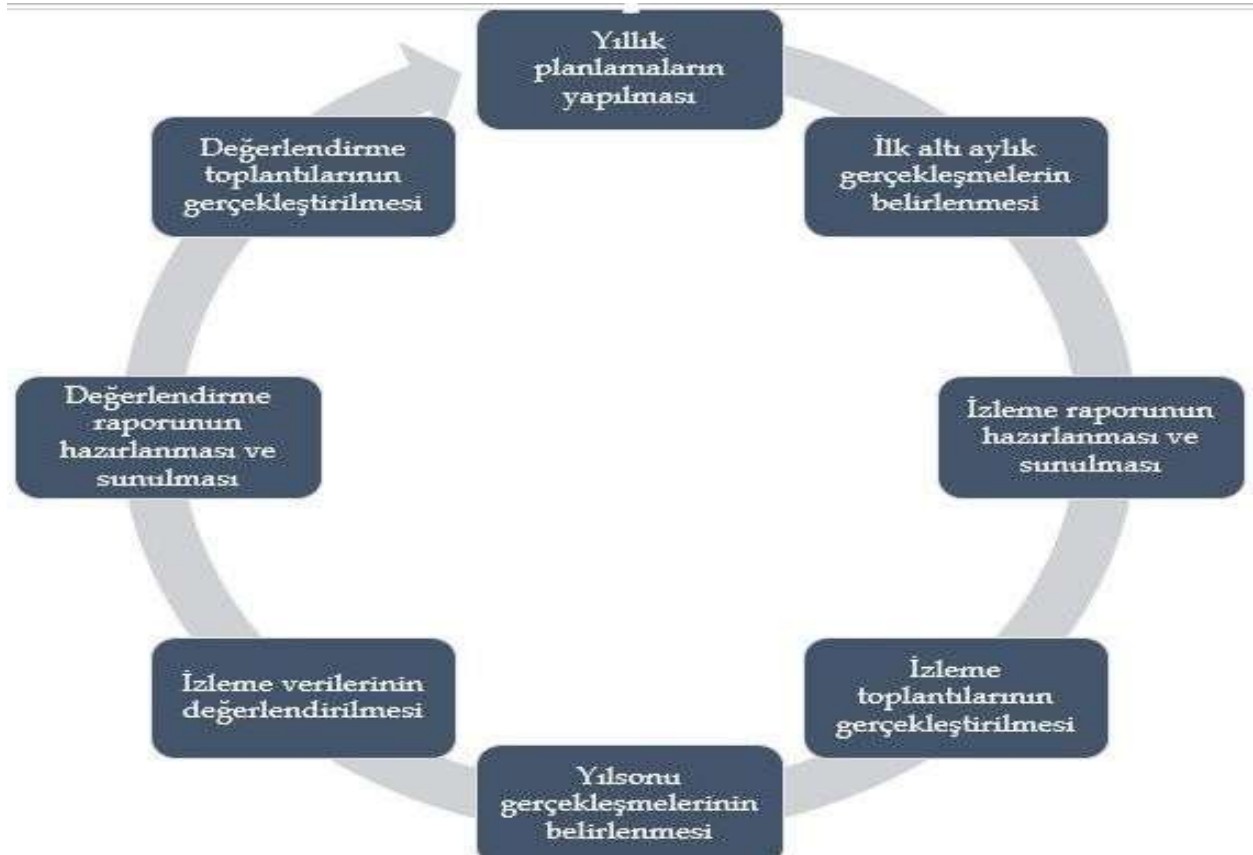 Yıllık
planlamaların
yapılması
İlk altı aylık
gerçekleşmelerin
belirlenmesi
İzleme raporunun
hazırlanması ve
sunulması
İzleme
toplantılarının
gerçekleştirilmesi
Yılsonu
gerçekleşmelerinin
belirlenmesi
İzleme verilerinin
değerlendirilmesi
Değerlendirme
raporunun
hazırlanması ve
sunulması
Değerlendirme
toplantılarının
gerçekleştirilmesi